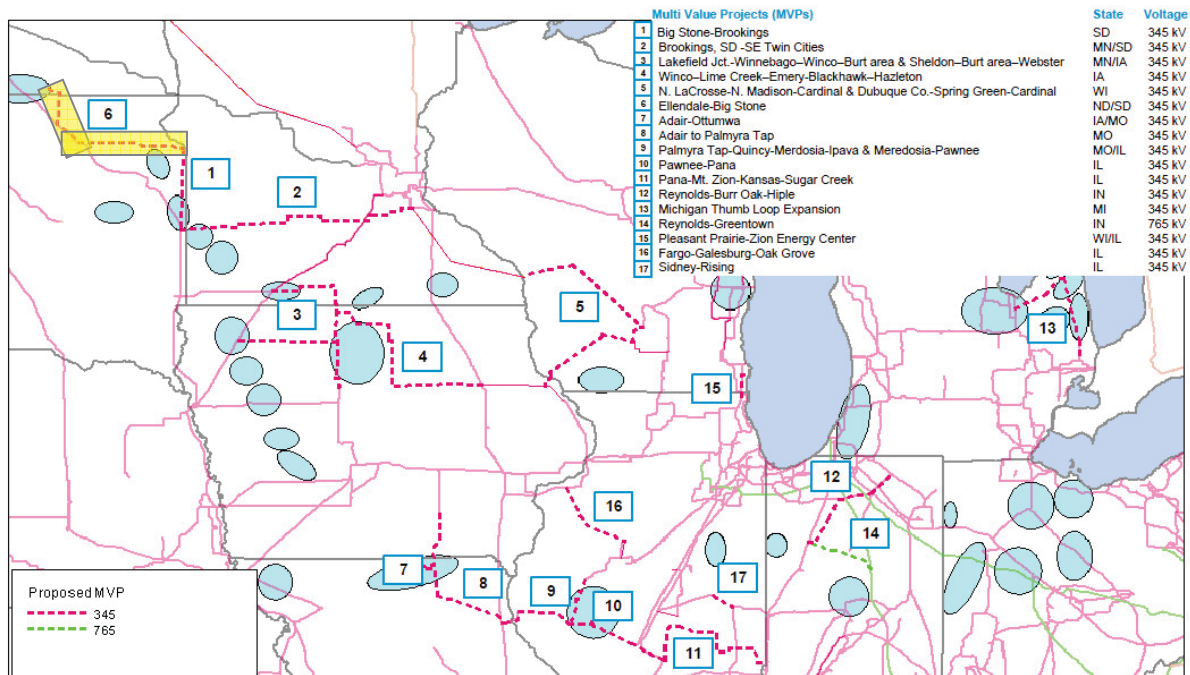 Multi Value Projects (MVPs) State Voltage
1 Big Stone-Brookings SD 345 kV
2 Brookings, SD -SE Twin Cities MN/SD 345 kV
3 Lakefield Jct.-Winnebago–Winco–Burt area & Sheldon–Burt area–Webster MN/IA 345 kV
4 Winco–Lime Creek–Emery-Blackhawk–Hazleton IA 345 kV
5 N. LaCrosse-N. Madison-Cardinal & Dubuque Co.-Spring Green-Cardinal WI 345 kV
6 Ellendale-Big Stone ND/SD 345 kV
7 Adair-Ottumwa IA/MO 345 kV
8 Adair to Palmyra Tap MO 345 kV
9 Palmyra Tap-Quincy-Merdosia-Ipava & Meredosia-Pawnee MO/IL 345 kV
10 Pawnee-Pana IL 345 kV
11 Pana-Mt. Zion-Kansas-Sugar Creek IL 345 kV
12 Reynolds-Burr Oak-Hiple IN 345 kV
13 Michigan Thumb Loop Expansion MI 345 kV
14 Reynolds-Greentown IN 765 kV
15 Pleasant Prairie-Zion Energy Center WI/IL 345 kV
16 Fargo-Galesburg-Oak Grove IL 345 kV
17 Sidney-Rising IL 345 kV
6
1
2
3
5
13
4
15
12
16
14
7
8
9
10
17
11
Proposed MVP
345
765